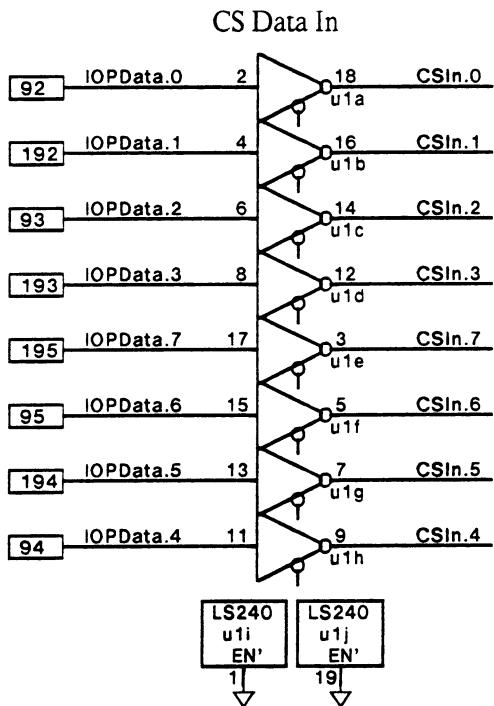 CS Data In
92 IOPData.0 2 18 CSIn.0
u1a
192 IOPData.1 4 16 CSIn.1
u1b
93 IOPData.2 6 14 CSIn.2
u1c
193 IOPData.3 8 12 CSIn.3
u1d
195 IOPData.7 17 3 CSIn.7
u1e
95 IOPData.6 15 5 CSIn.6
u1f
194 IOPData.5 13 7 CSIn.5
u1g
94 IOPData.4 11 9 CSIn.4
u1h
LS240 LS240
u1i u1j
EN' EN'
1 19